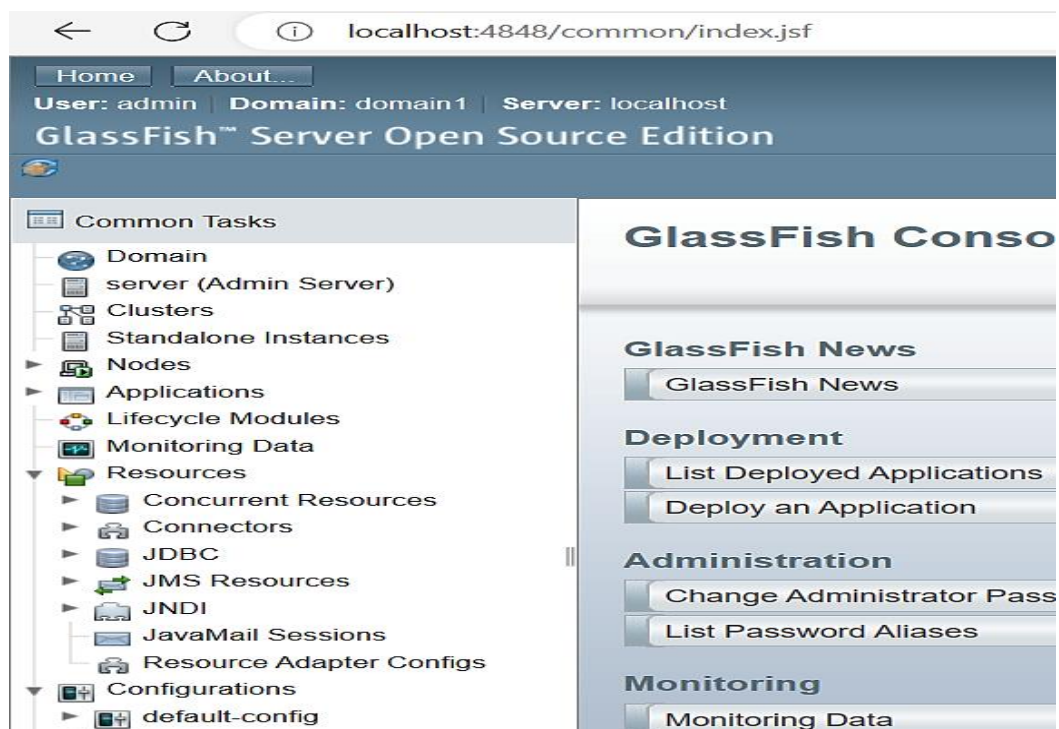 localhost:4848/common/index.jsf
Home About...
User: admin Domain: domain1 Server: localhost
GlassFish™ Server Open Source Edition
Common Tasks
Domain
server (Admin Server)
Clusters
Standalone Instances
Nodes
Applications
Lifecycle Modules
Monitoring Data
Resources
Concurrent Resources
Connectors
JDBC
JMS Resources
JNDI
JavaMail Sessions
Resource Adapter Configs
Configurations
default-config
GlassFish Conso
GlassFish News
GlassFish News
Deployment
List Deployed Applications
Deploy an Application
Administration
Change Administrator Pass
List Password Aliases
Monitoring
Monitoring Data